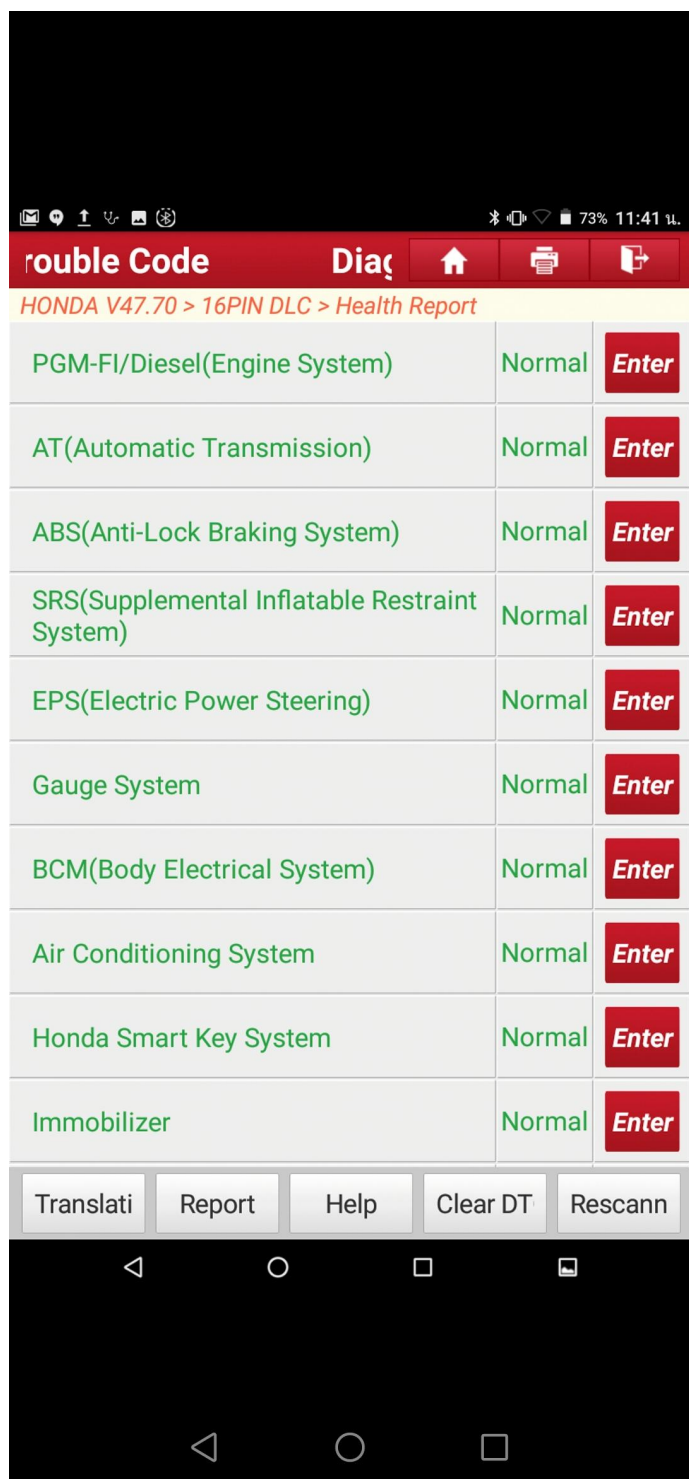 73% 11:41 น.
rouble Code Diag
HONDA V47.70 > 16PIN DLC > Health Report
PGM-FI/Diesel(Engine System) Normal Enter
AT(Automatic Transmission) Normal Enter
ABS(Anti-Lock Braking System) Normal Enter
SRS(Supplemental Inflatable Restraint
System) Normal Enter
EPS(Electric Power Steering) Normal Enter
Gauge System Normal Enter
BCM(Body Electrical System) Normal Enter
Air Conditioning System Normal Enter
Honda Smart Key System Normal Enter
Immobilizer Normal Enter
Translati Report Help Clear DT Rescann